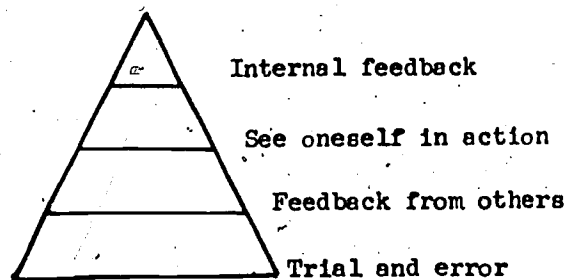 Internal feedback
See oneself in action
Feedback from others
Trial and error